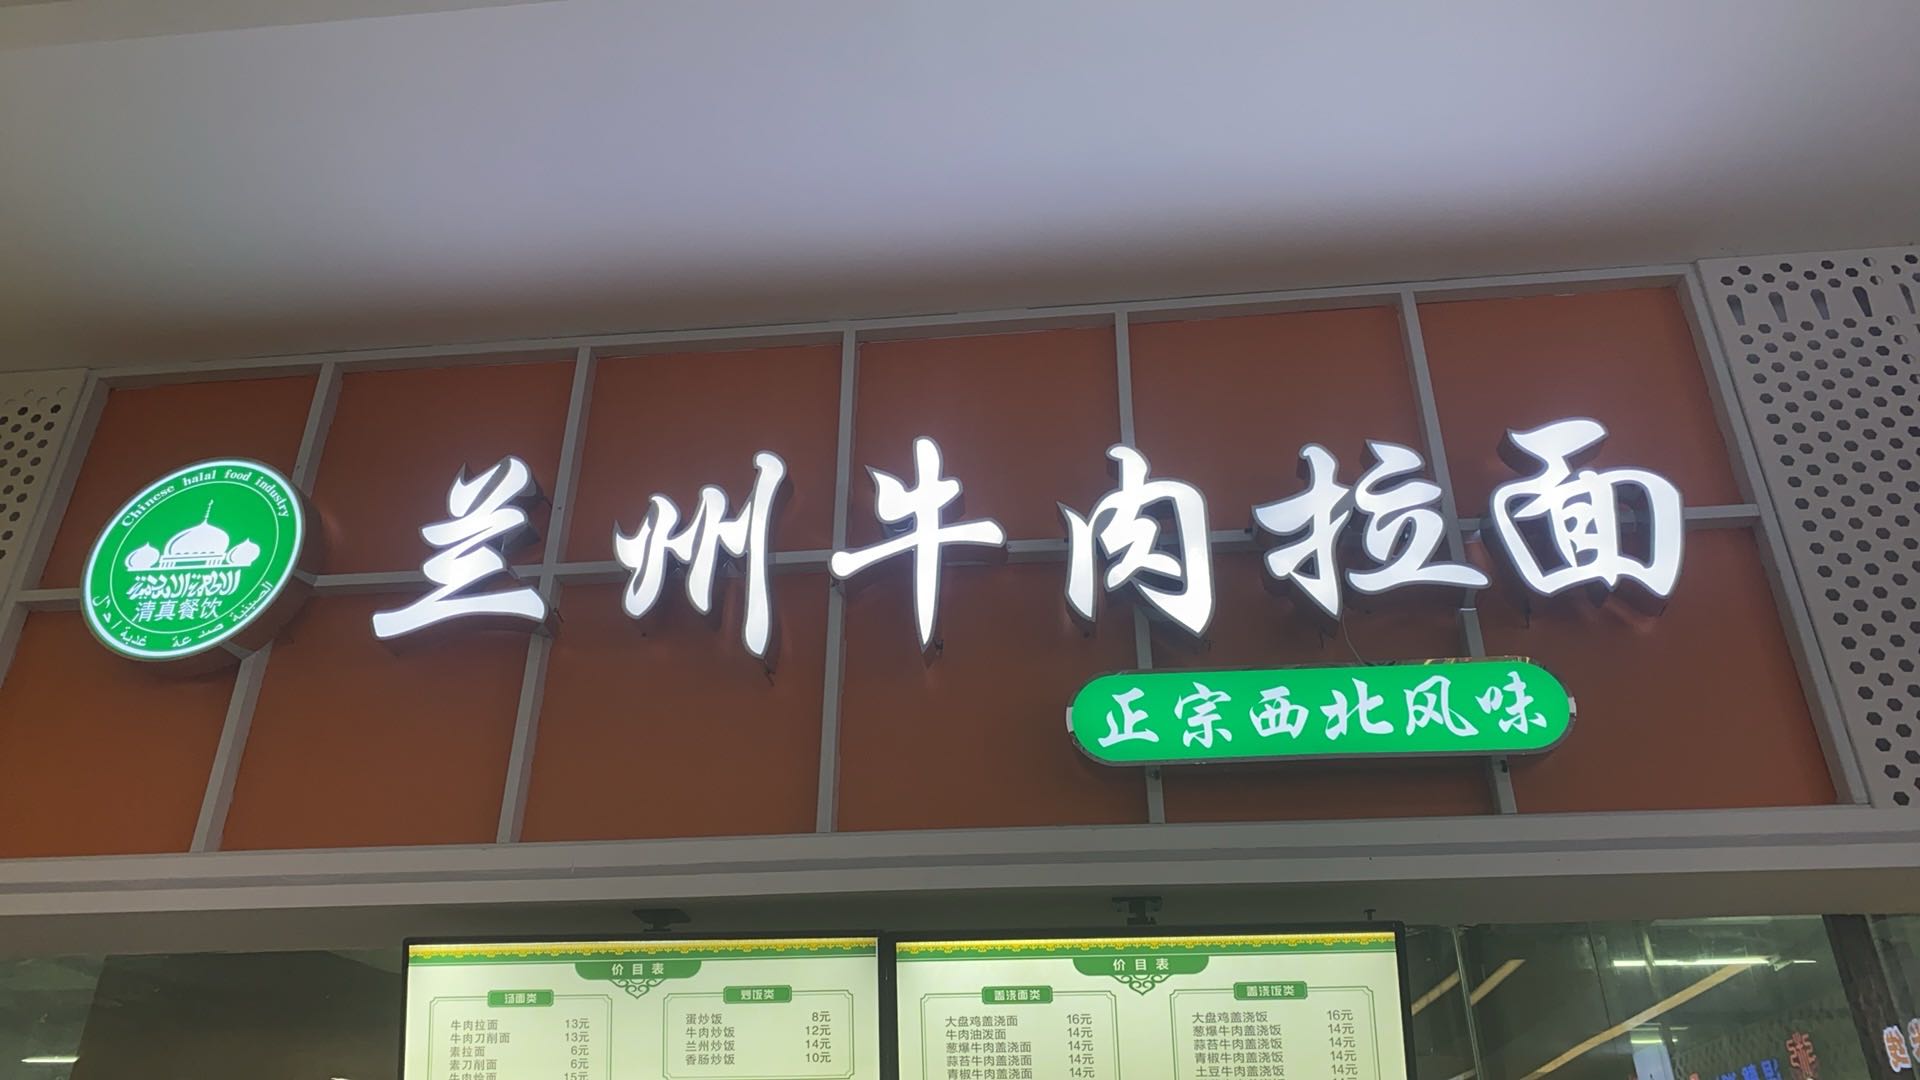 Chinese halal food industry
清真餐饮
兰州牛肉拉面
正宗西北风味
价目表
汤面类
牛肉拉面 13元
牛肉刀削面 13元
素拉面 6元
素刀削面 6元
牛肉烩面 15元
炒饭类
蛋炒饭 8元
牛肉炒饭 12元
兰州炒饭 14元
香肠炒饭 10元
价目表
盖浇面类
大盘鸡盖浇面 16元
牛肉油泼面 14元
葱爆牛肉盖浇面 14元
蒜苔牛肉盖浇面 14元
青椒牛肉盖浇面 14元
盖浇饭类
大盘鸡盖浇饭 16元
葱爆牛肉盖浇饭 14元
蒜苔牛肉盖浇饭 14元
青椒牛肉盖浇饭 14元
土豆牛肉盖浇饭 14元